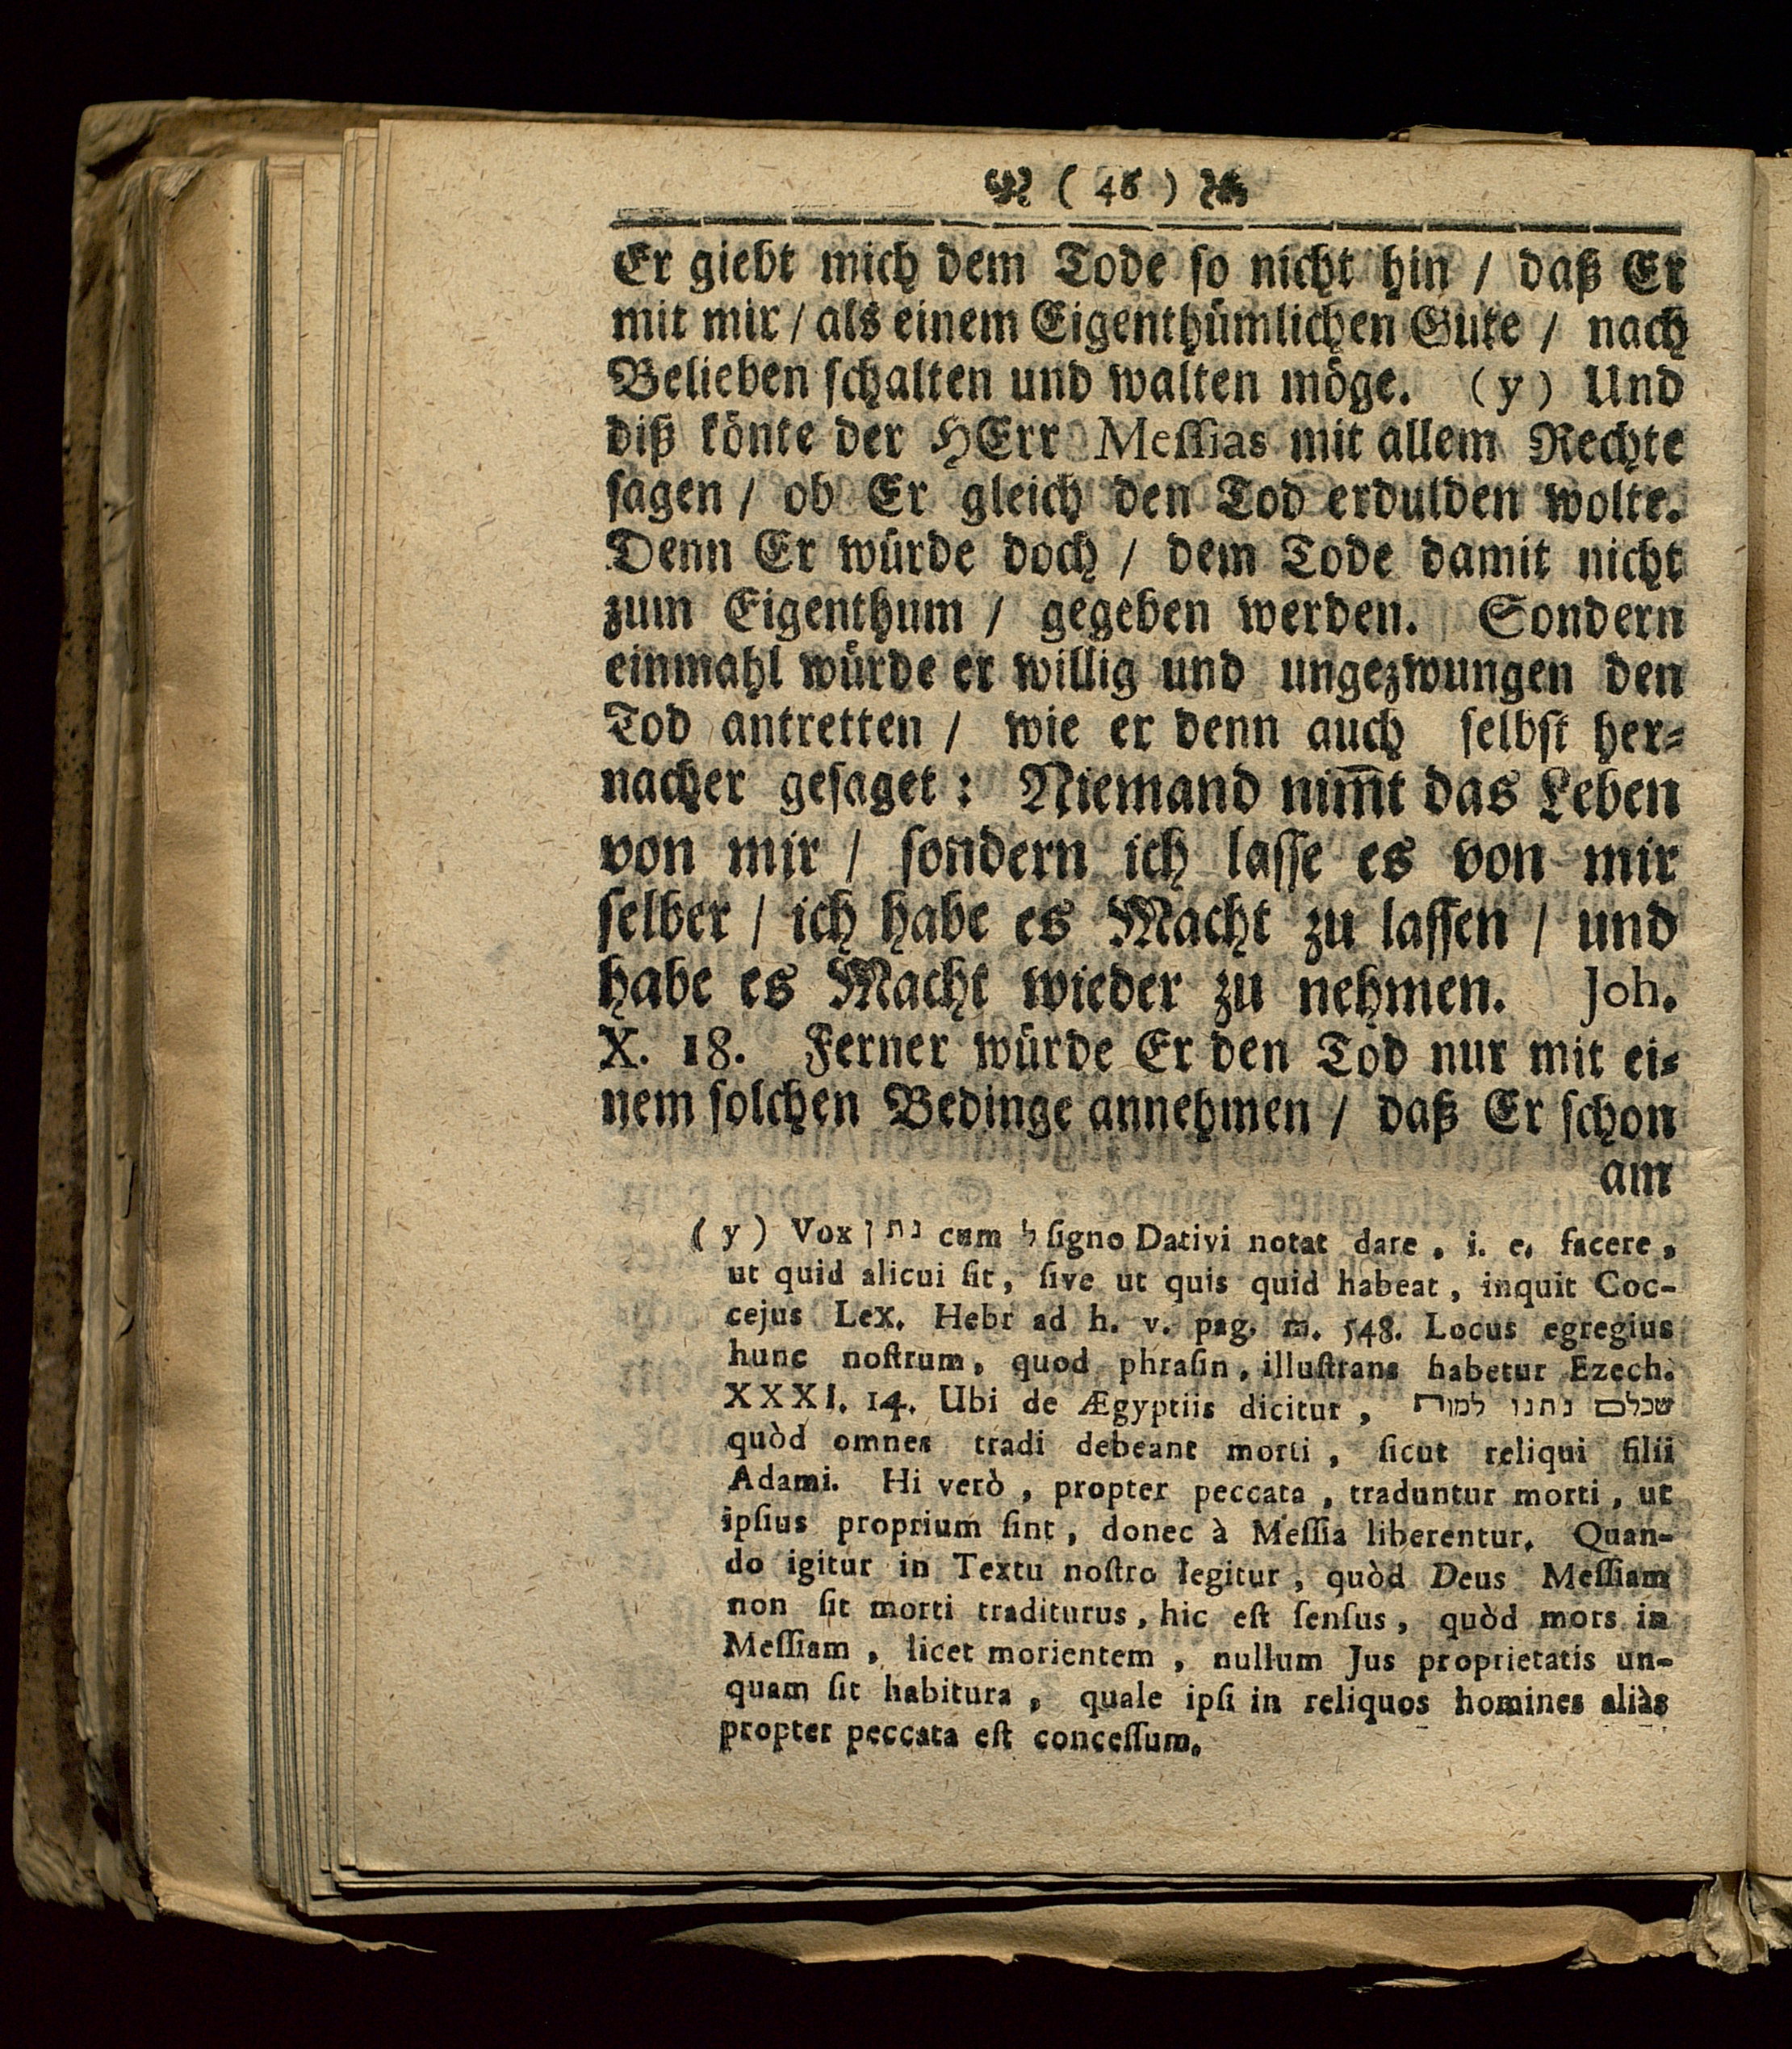 ( 46 )
Er giebt mich dem Tode so nicht hin / daß Er
mit mir / als einem Eigenthümlichen Gute / nach
Belieben schalten und walten möge. (y) Und
diß könte der HErr Messias mit allem Rechte
sagen / ob Er gleich den Tod erdulden wolte.
Denn Er würde doch / dem Tode damit nicht
zum Eigenthum / gegeben werden. Sondern
einmahl würde er willig und ungezwungen den
Tod antretten / wie er denn auch selbst her-
nacher gesaget: Niemand nim̅t das Leben
von mir / sondern ich lasse es von mir
selber / ich habe es Macht zu lassen / und
habe es Macht wieder zu nehmen. Joh.
X. 18. Ferner würde Er den Tod nur mit ei-
nem solchen Bedinge annehmen / daß Er schon
am
(y) Vox נתן cum ל signo Dativi notat dare, i. e. facere,
ut quid alicui sit, sive ut quis quid habeat, inquit Coc-
cejus Lex. Hebr ad h. v. pag. m. 548. Locus egregius
hunc nostrum, quod phrasin, illustrans habetur Ezech.
XXXI. 14. Ubi de Ægyptiis dicitur, שכלם נתנו למות
quòd omnes tradi debeant morti, sicut reliqui filii
Adami. Hi verò, propter peccata, traduntur morti, ut
ipsius proprium sint, donec à Messia liberentur. Quan-
do igitur in Textu nostro legitur, quòd Deus Messiam
non sit morti traditurus, hic est sensus, quòd mors in
Messiam, licet morientem, nullum Jus proprietatis un-
quam sit habitura, quale ipsi in reliquos homines aliàs
propter peccata est concessum.